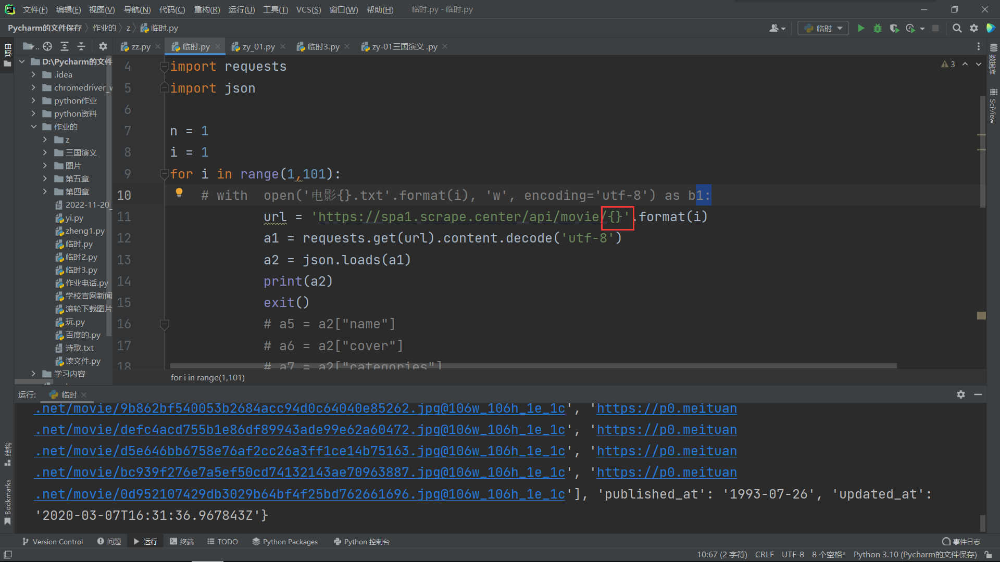 文件(F) 编辑(E) 视图(V) 导航(N) 代码(C) 重构(R) 运行(U) 工具(T) VCS(S) 窗口(W) 帮助(H) 临时.py - 临时.py
Pycharm的文件保存 作业的 z 临时.py 临时
项目
zz.py 临时.py zy_01.py 临时3.py zy-01三国演义 .py
D:\Pycharm的文件
.idea
chromedriver_w
python作业
python资料
作业的
z
三国演义
图片
第五章
第四章
2022-11-20_
yi.py
zheng1.py
临时.py
临时2.py
临时3.py
作业电话.py
学校官网新闻
滚轮下载图片
玩.py
百度的.py
诗歌.txt
读文件.py
学习内容
4 import requests
5 import json
6
7 n = 1
8 i = 1
9 for i in range(1,101):
10 # with  open('电影{}.txt'.format(i), 'w', encoding='utf-8') as b1:
11 url = 'https://spa1.scrape.center/api/movie/{}'.format(i)
12 a1 = requests.get(url).content.decode('utf-8')
13 a2 = json.loads(a1)
14 print(a2)
15 exit()
16 # a5 = a2["name"]
17 # a6 = a2["cover"]
18 # a7 = a2["categories"]
3
数据库
SciView
for i in range(1,101)
运行: 临时
.net/movie/9b862bf540053b2684acc94d0c64040e85262.jpg@106w_106h_1e_1c', 'https://p0.meituan
.net/movie/defc4acd755b1e86df89943ade99e62a60472.jpg@106w_106h_1e_1c', 'https://p0.meituan
.net/movie/d5e646bb6758e76af2cc26a3ff1ce14b75163.jpg@106w_106h_1e_1c', 'https://p0.meituan
.net/movie/bc939f276e7a5ef50cd74132143ae70963887.jpg@106w_106h_1e_1c', 'https://p0.meituan
.net/movie/0d952107429db3029b64bf4f25bd762661696.jpg@106w_106h_1e_1c'], 'published_at': '1993-07-26', 'updated_at':
'2020-03-07T16:31:36.967843Z'}
结构
Bookmarks
Version Control 问题 运行 终端 TODO Python Packages Python 控制台 事件日志
10:67 (2 字符) CRLF UTF-8 8 个空格* Python 3.10 (Pycharm的文件保存)